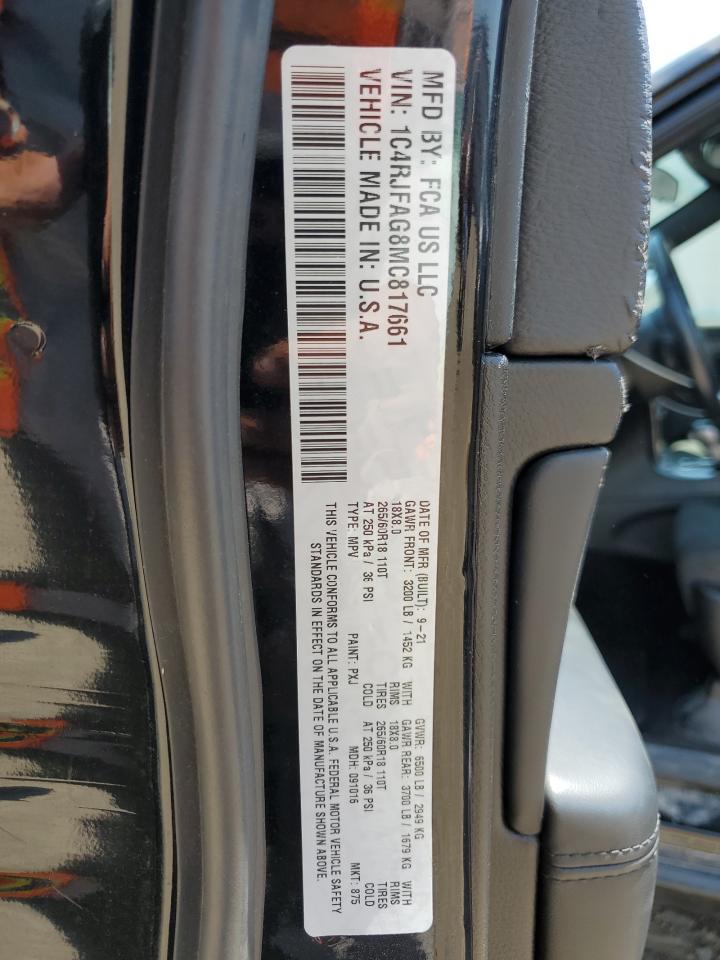 MFD BY: FCA US LLC
VIN: 1C4RJFAG8MC817661
VEHICLE MADE IN: U.S.A.
DATE OF MFR (BUILT): 9-21 GVWR: 6500 LB / 2949 KG
GAWR FRONT: 3200 LB / 1452 KG WITH GAWR REAR: 3700 LB / 1679 KG WITH
18X8.0 RIMS 18X8.0 RIMS
265/60R18 110T TIRES 265/60R18 110T TIRES
AT 250 kPa / 36 PSI COLD AT 250 kPa / 36 PSI COLD
TYPE: MPV PAINT: PXJ MDH: 091016 MKT: 875
THIS VEHICLE CONFORMS TO ALL APPLICABLE U.S.A. FEDERAL MOTOR VEHICLE SAFETY
STANDARDS IN EFFECT ON THE DATE OF MANUFACTURE SHOWN ABOVE.